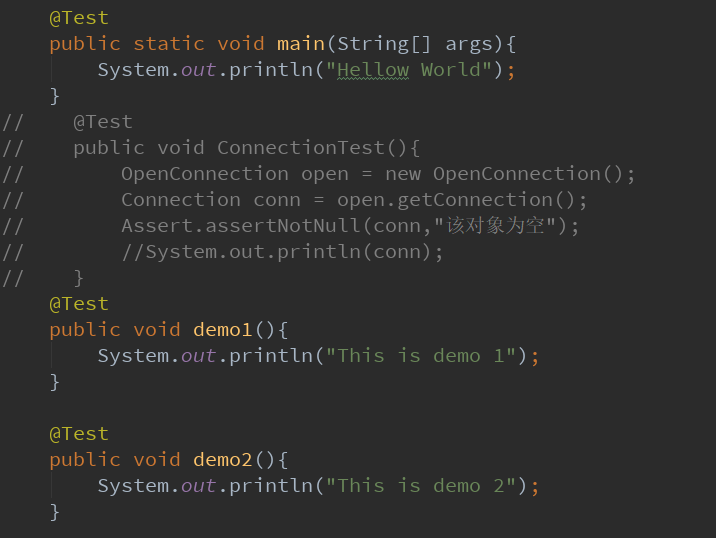 @Test
public static void main(String[] args){
System.out.println("Hellow World");
}
// @Test
// public void ConnectionTest(){
// OpenConnection open = new OpenConnection();
// Connection conn = open.getConnection();
// Assert.assertNotNull(conn,"该对象为空");
// //System.out.println(conn);
// }
@Test
public void demo1(){
System.out.println("This is demo 1");
}
@Test
public void demo2(){
System.out.println("This is demo 2");
}